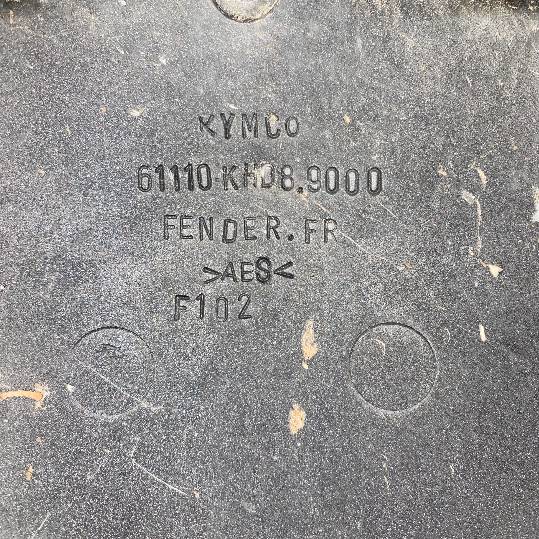 KYMCO
61110-KHD8.9000
FENDER.FR
>AES<
F102